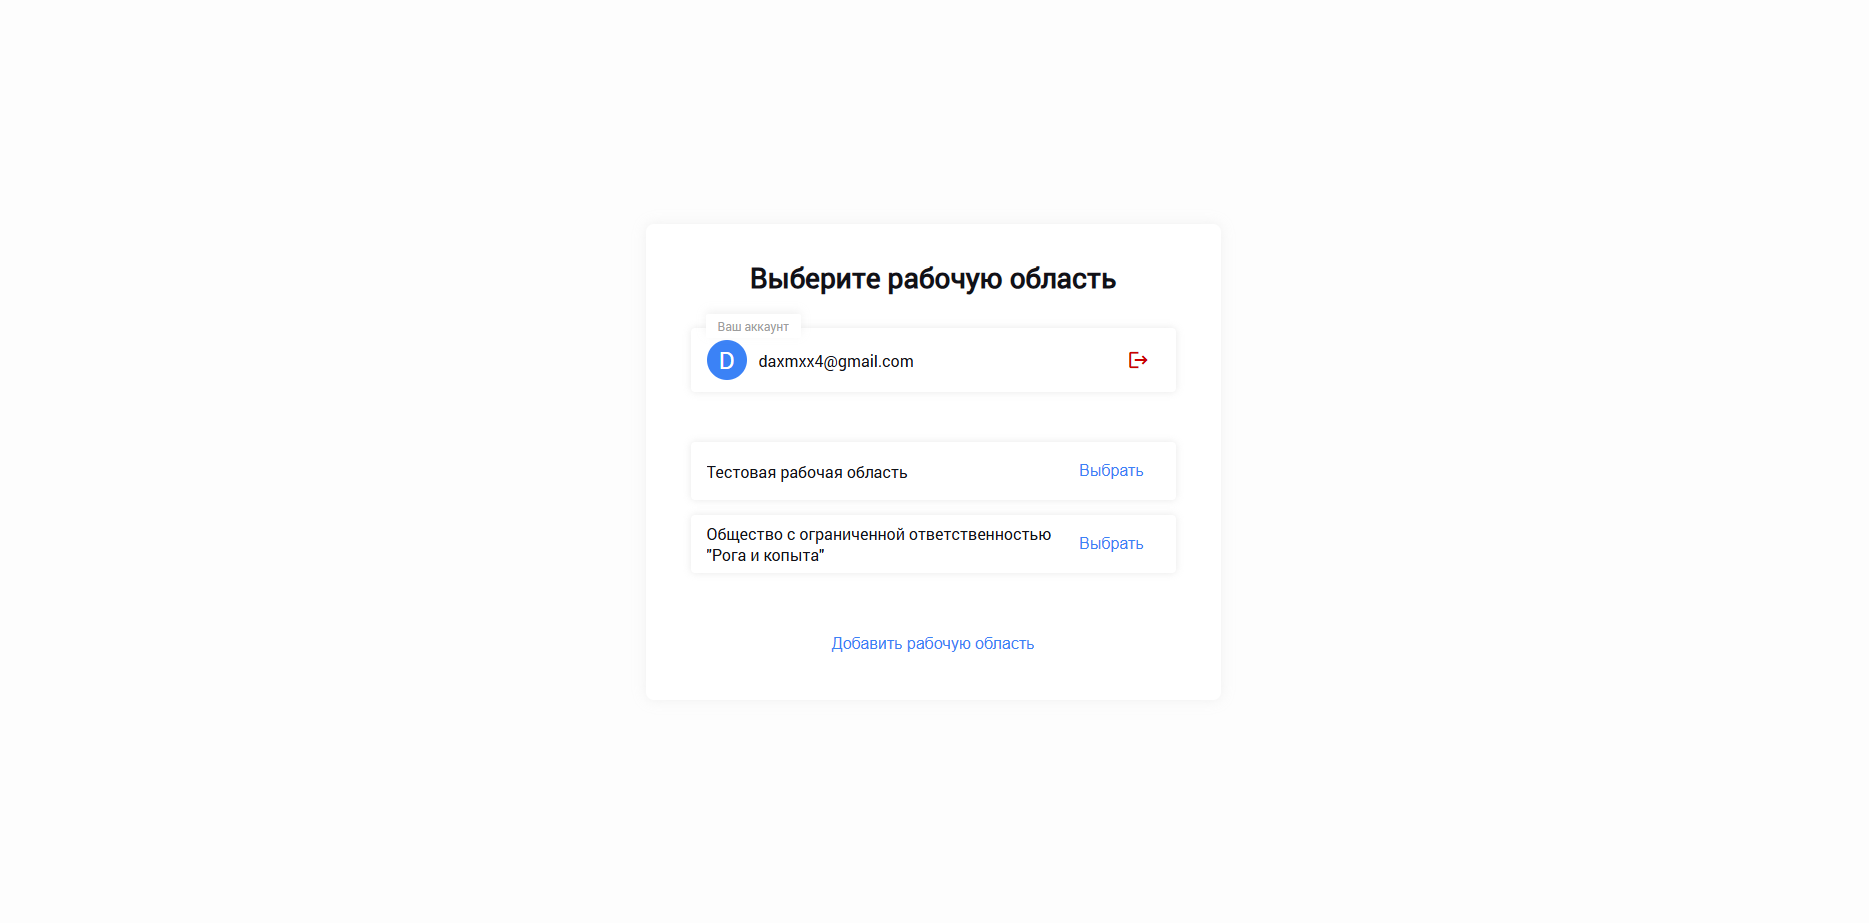 Выберите рабочую область
Ваш аккаунт
D
daxmxx4@gmail.com
Тестовая рабочая область
Выбрать
Общество с ограниченной ответственностью
"Рога и копыта"
Выбрать
Добавить рабочую область